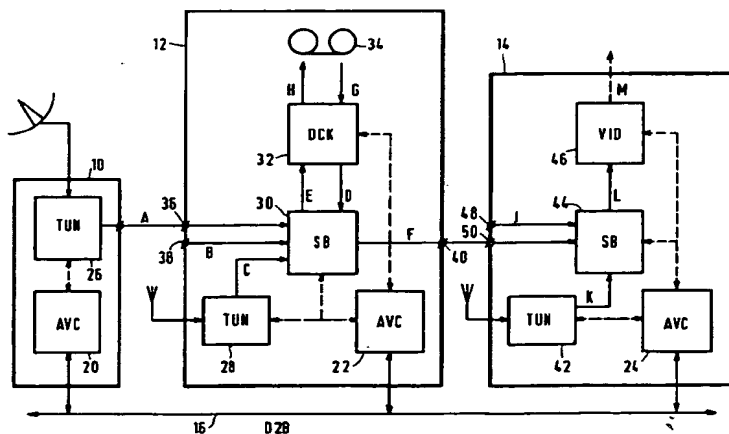 12
34
14
H
G
M
DCK
VID
10
32
46
30
E
D
44
L
TUN
A
36
48
J
SB
F
SB
38
B
50
26
C
40
K
AVC
TUN
AVC
TUN
AVC
20
28
22
42
24
16
D2B